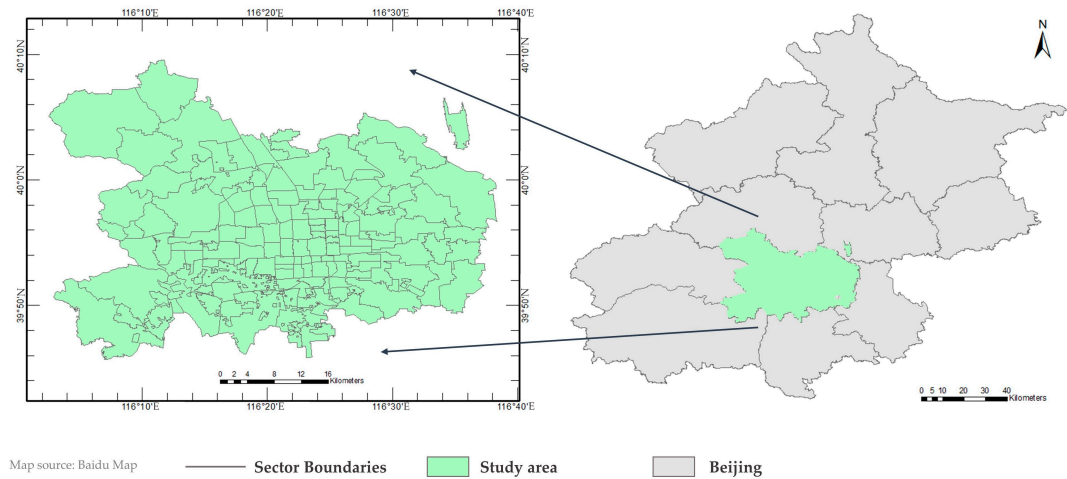 116°10'E 116°20'E 116°30'E 116°40'E
40°10'N 40°10'N
40°0'N 40°0'N
39°50'N 39°50'N
0 2 4 8 12 16
Kilometers
116°10'E 116°20'E 116°30'E 116°40'E
N
0 5 10 20 30 40
Kilometers
Map source: Baidu Map Sector Boundaries Study area Beijing